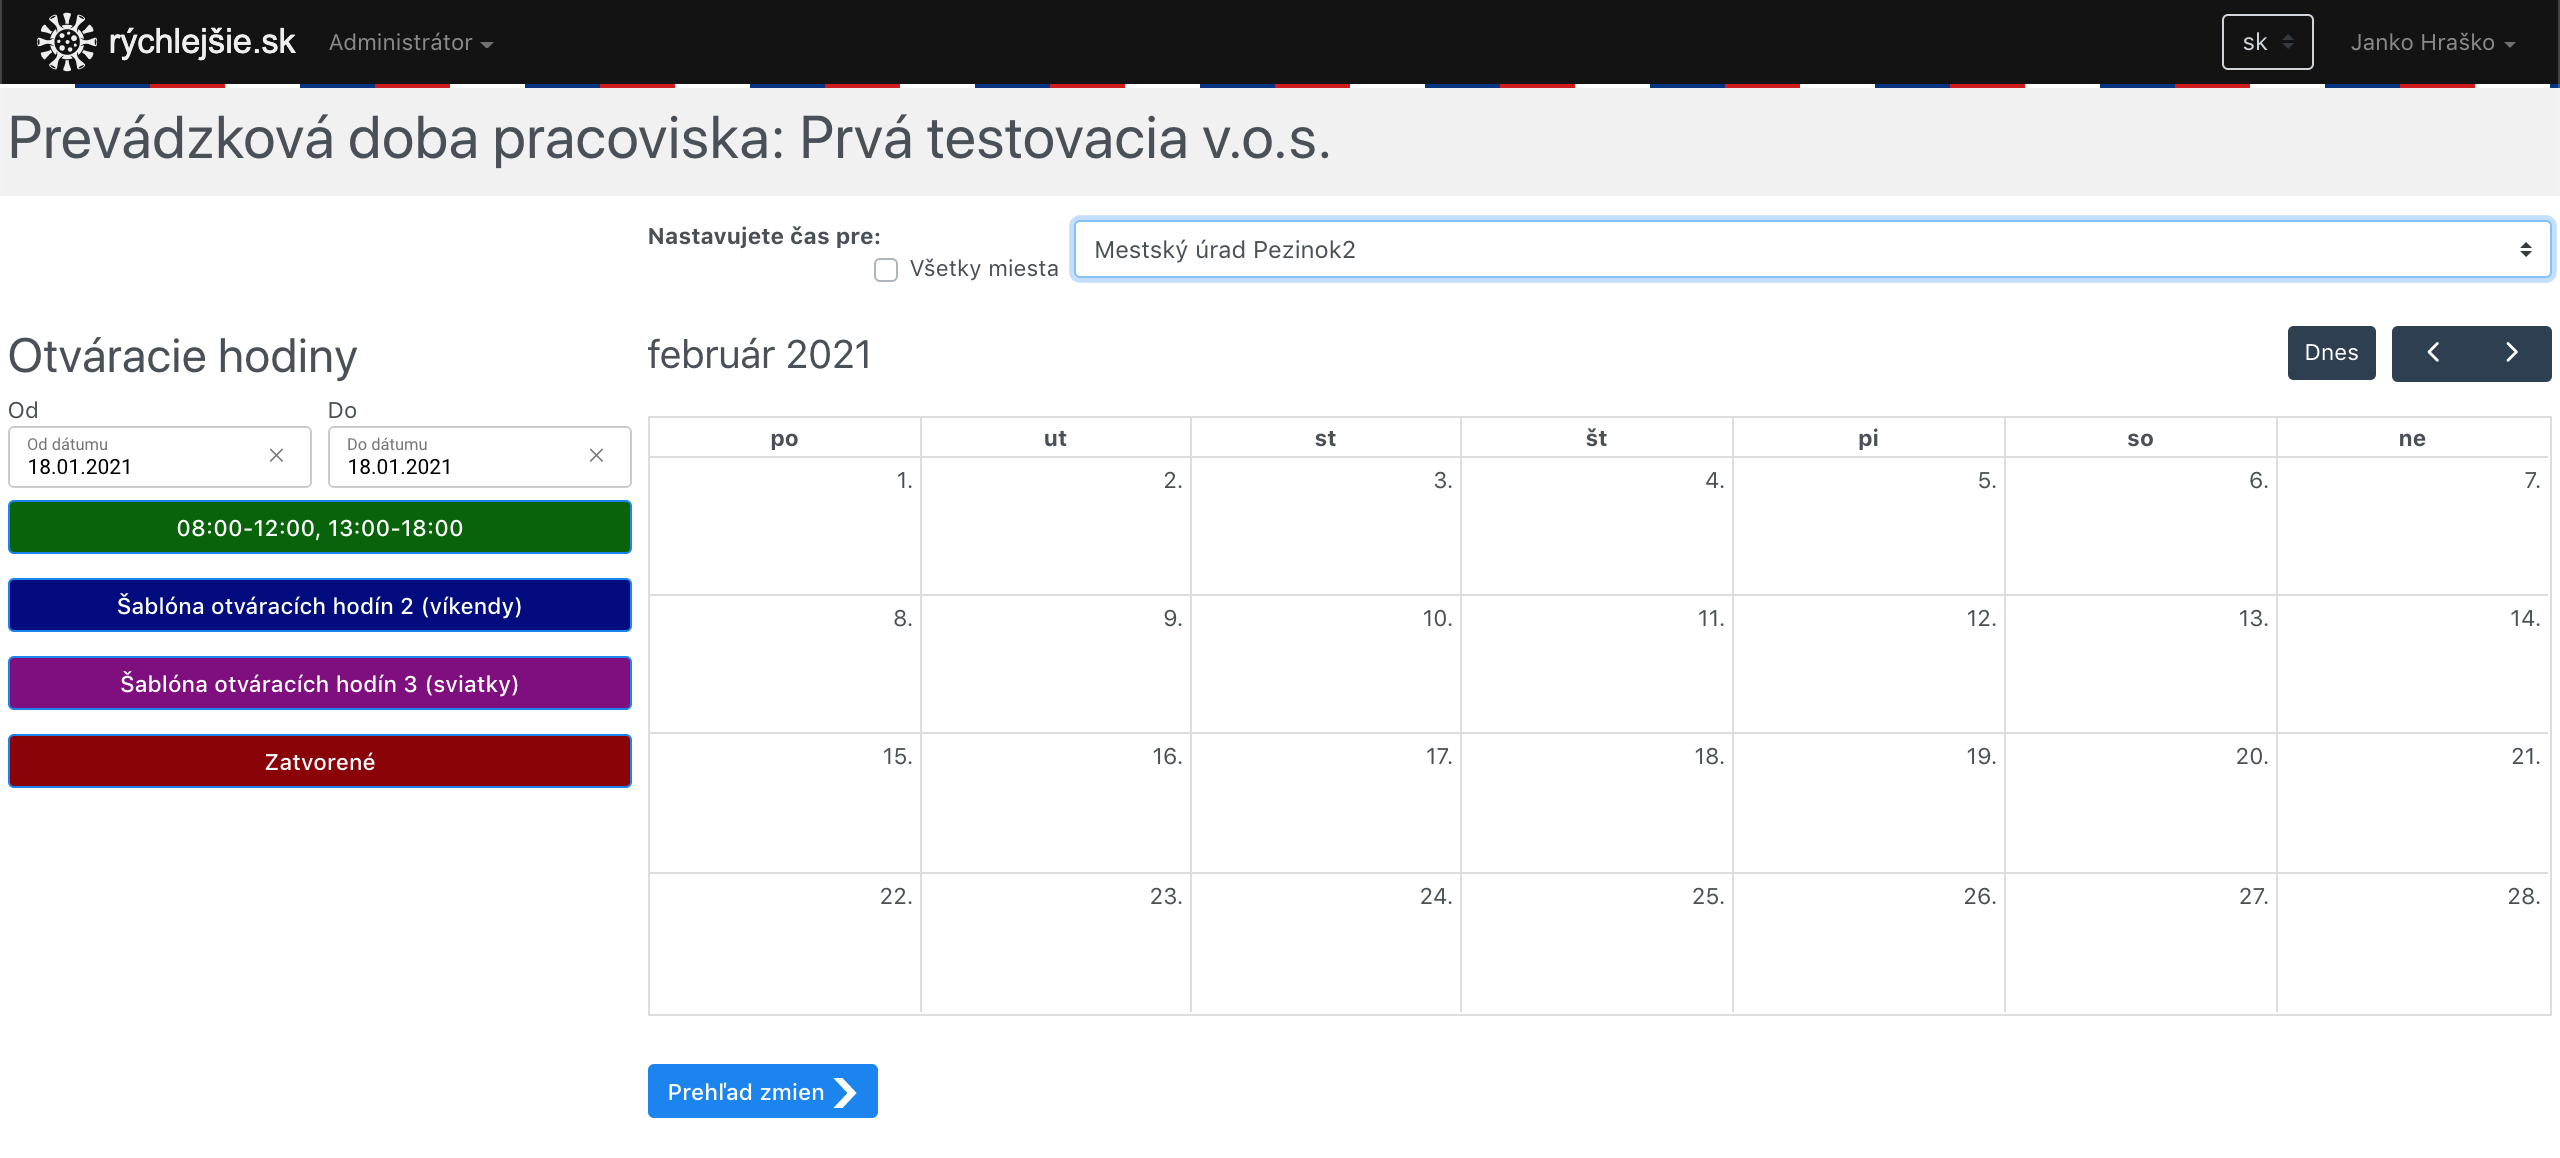 rýchlejšie.sk Administrátor sk Janko Hraško
Prevádzková doba pracoviska: Prvá testovacia v.o.s.
Nastavujete čas pre:
Všetky miesta
Mestský úrad Pezinok2
Otváracie hodiny
Od Do
Od dátumu Do dátumu
18.01.2021 18.01.2021
08:00-12:00, 13:00-18:00
Šablóna otváracích hodín 2 (víkendy)
Šablóna otváracích hodín 3 (sviatky)
Zatvorené
február 2021 Dnes
po ut st št pi so ne
1. 2. 3. 4. 5. 6. 7.
8. 9. 10. 11. 12. 13. 14.
15. 16. 17. 18. 19. 20. 21.
22. 23. 24. 25. 26. 27. 28.
Prehľad zmien